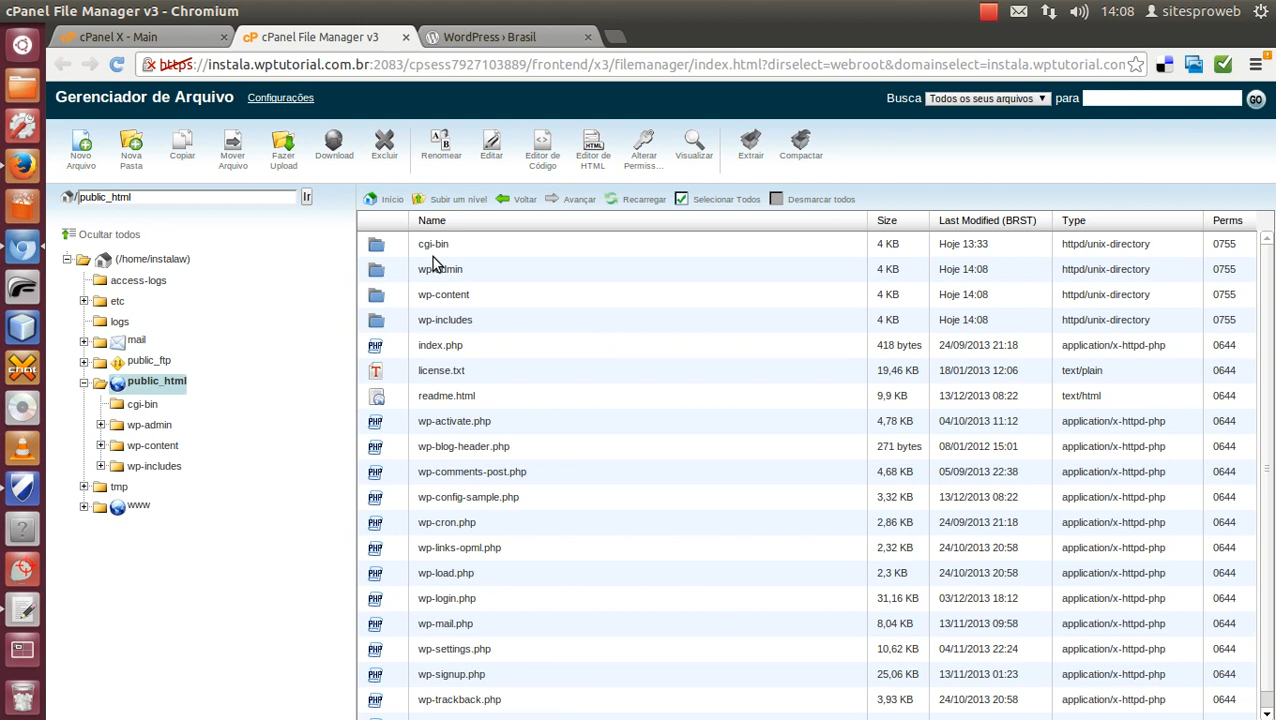 cPanel File Manager v3 - Chromium
14:08
sitesproweb
cPanel X - Main
cPanel File Manager v3
WordPress › Brasil
https://instala.wptutorial.com.br:2083/cpsess7927103889/frontend/x3/filemanager/index.html?dirselect=webroot&domainselect=instala.wptutorial.com
Gerenciador de Arquivo
Configurações
Busca
Todos os seus arquivos
para
GO
Novo Arquivo
Nova Pasta
Copiar
Mover Arquivo
Fazer Upload
Download
Excluir
Renomear
Editar
Editor de Código
Editor de HTML
Alterar Permiss...
Visualizar
Extrair
Compactar
/ public_html
Ir
Início
Subir um nível
Voltar
Avançar
Recarregar
Selecionar Todos
Desmarcar todos
Ocultar todos
(/home/instalaw)
access-logs
etc
logs
mail
public_ftp
public_html
cgi-bin
wp-admin
wp-content
wp-includes
tmp
www
Name Size Last Modified (BRST) Type Perms
cgi-bin 4 KB Hoje 13:33 httpd/unix-directory 0755
wp-admin 4 KB Hoje 14:08 httpd/unix-directory 0755
wp-content 4 KB Hoje 14:08 httpd/unix-directory 0755
wp-includes 4 KB Hoje 14:08 httpd/unix-directory 0755
index.php 418 bytes 24/09/2013 21:18 application/x-httpd-php 0644
license.txt 19,46 KB 18/01/2013 12:06 text/plain 0644
readme.html 9,9 KB 13/12/2013 08:22 text/html 0644
wp-activate.php 4,78 KB 04/10/2013 11:12 application/x-httpd-php 0644
wp-blog-header.php 271 bytes 08/01/2012 15:01 application/x-httpd-php 0644
wp-comments-post.php 4,68 KB 05/09/2013 22:38 application/x-httpd-php 0644
wp-config-sample.php 3,32 KB 13/12/2013 08:22 application/x-httpd-php 0644
wp-cron.php 2,86 KB 24/09/2013 21:18 application/x-httpd-php 0644
wp-links-opml.php 2,32 KB 24/10/2013 20:58 application/x-httpd-php 0644
wp-load.php 2,3 KB 24/10/2013 20:58 application/x-httpd-php 0644
wp-login.php 31,16 KB 03/12/2013 18:12 application/x-httpd-php 0644
wp-mail.php 8,04 KB 13/11/2013 09:58 application/x-httpd-php 0644
wp-settings.php 10,62 KB 04/11/2013 22:24 application/x-httpd-php 0644
wp-signup.php 25,06 KB 13/11/2013 01:23 application/x-httpd-php 0644
wp-trackback.php 3,93 KB 24/10/2013 20:58 application/x-httpd-php 0644